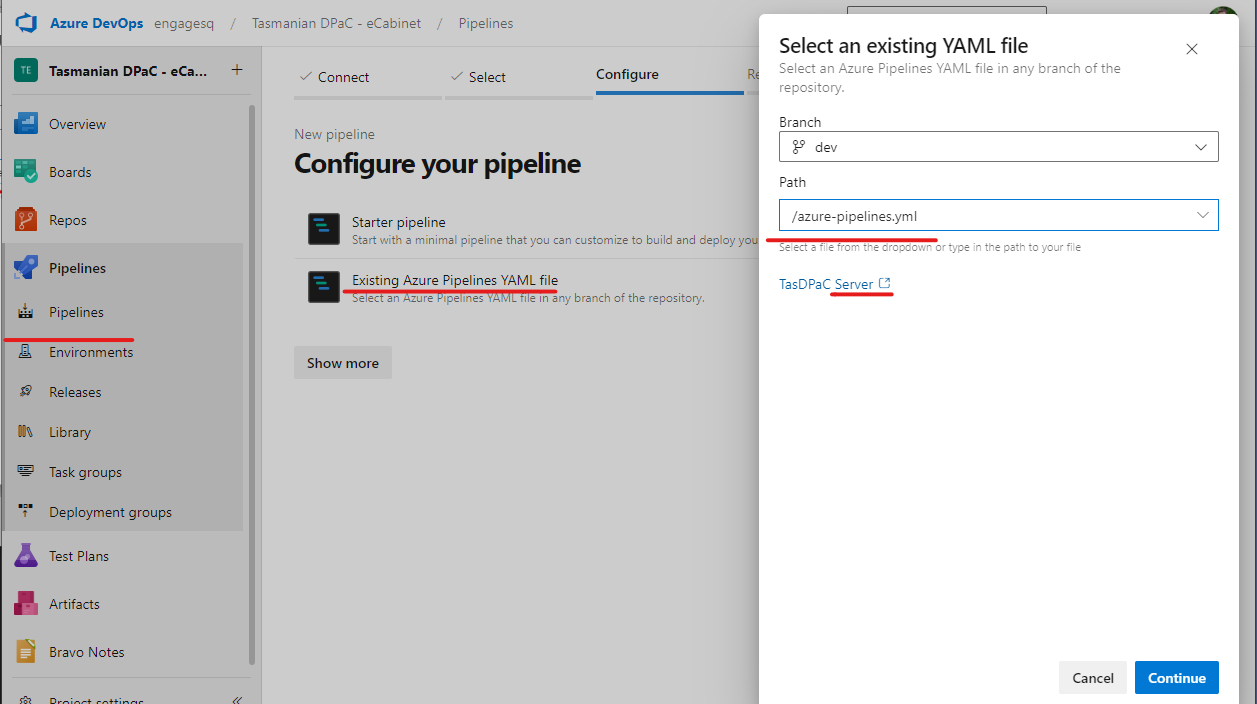 Azure DevOps engagesq / Tasmanian DPaC - eCabinet / Pipelines
TE Tasmanian DPaC - eCa... +
Overview
Boards
Repos
Pipelines
Pipelines
Environments
Releases
Library
Task groups
Deployment groups
Test Plans
Artifacts
Bravo Notes
Project settings
Connect
Select
Configure
Re
New pipeline
Configure your pipeline
Starter pipeline
Start with a minimal pipeline that you can customize to build and deploy you
Existing Azure Pipelines YAML file
Select an Azure Pipelines YAML file in any branch of the repository.
Show more
Select an existing YAML file
Select an Azure Pipelines YAML file in any branch of the
repository.
Branch
dev
Path
/azure-pipelines.yml
Select a file from the dropdown or type in the path to your file
TasDPaC Server
Cancel
Continue